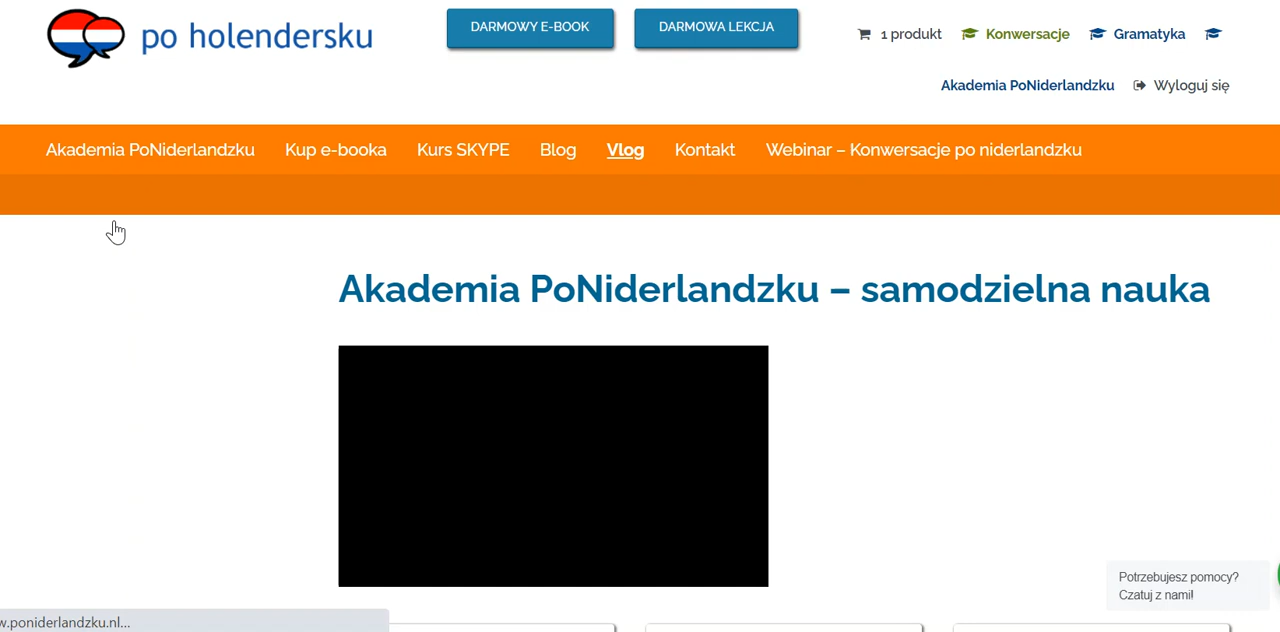 po holendersku
DARMOWY E-BOOK
DARMOWA LEKCJA
1 produkt
Konwersacje
Gramatyka
Akademia PoNiderlandzku
Wyloguj się
Akademia PoNiderlandzku
Kup e-booka
Kurs SKYPE
Blog
Vlog
Kontakt
Webinar – Konwersacje po niderlandzku
Akademia PoNiderlandzku – samodzielna nauka
Potrzebujesz pomocy?
Czatuj z nami!
w.poniderlandzku.nl...